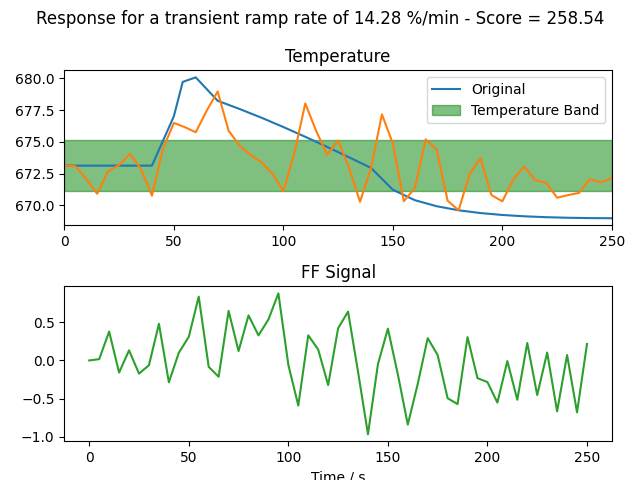 Response for a transient ramp rate of 14.28 %/min - Score = 258.54
Temperature
680.0
677.5
675.0
672.5
670.0
Original
Temperature Band
0 50 100 150 200 250
FF Signal
0.5
0.0
−0.5
−1.0
0 50 100 150 200 250
Time / s